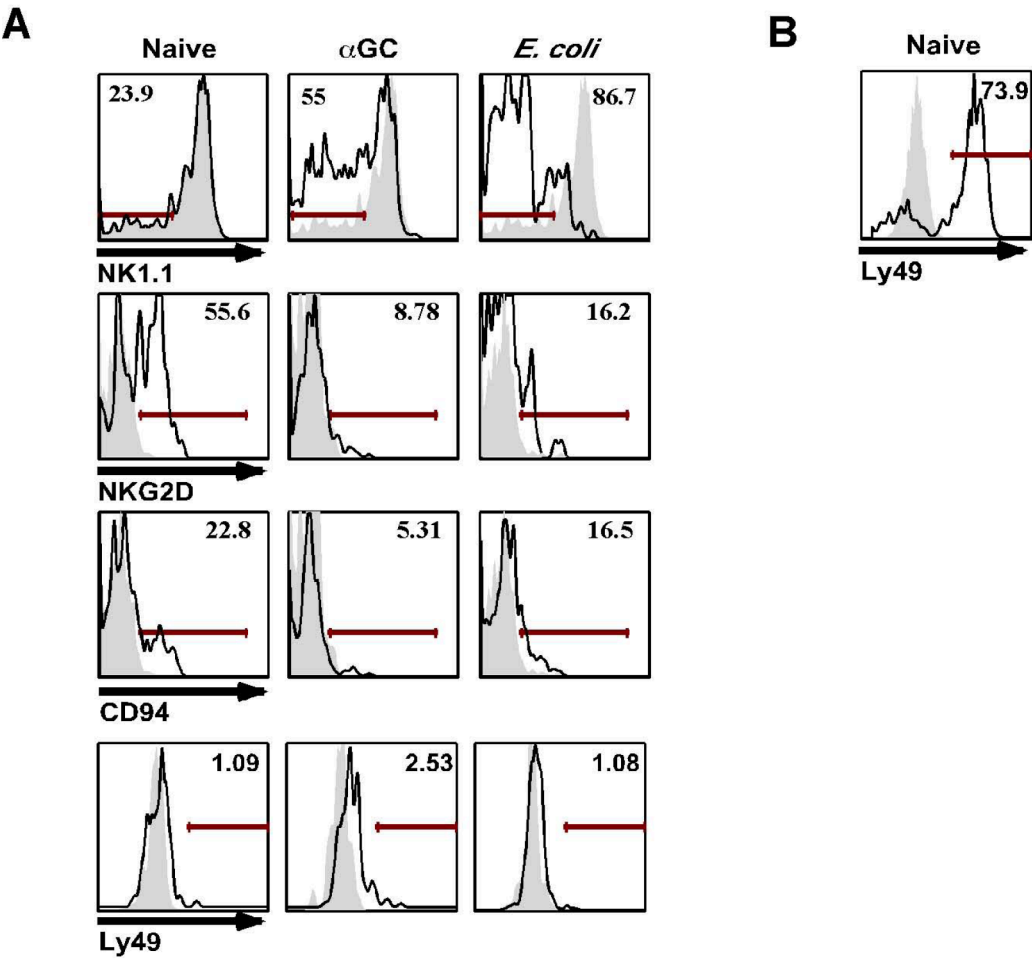 A
B
Naive αGC E. coli
Naive
23.9 55 86.7
73.9
NK1.1
Ly49
55.6 8.78 16.2
NKG2D
22.8 5.31 16.5
CD94
1.09 2.53 1.08
Ly49